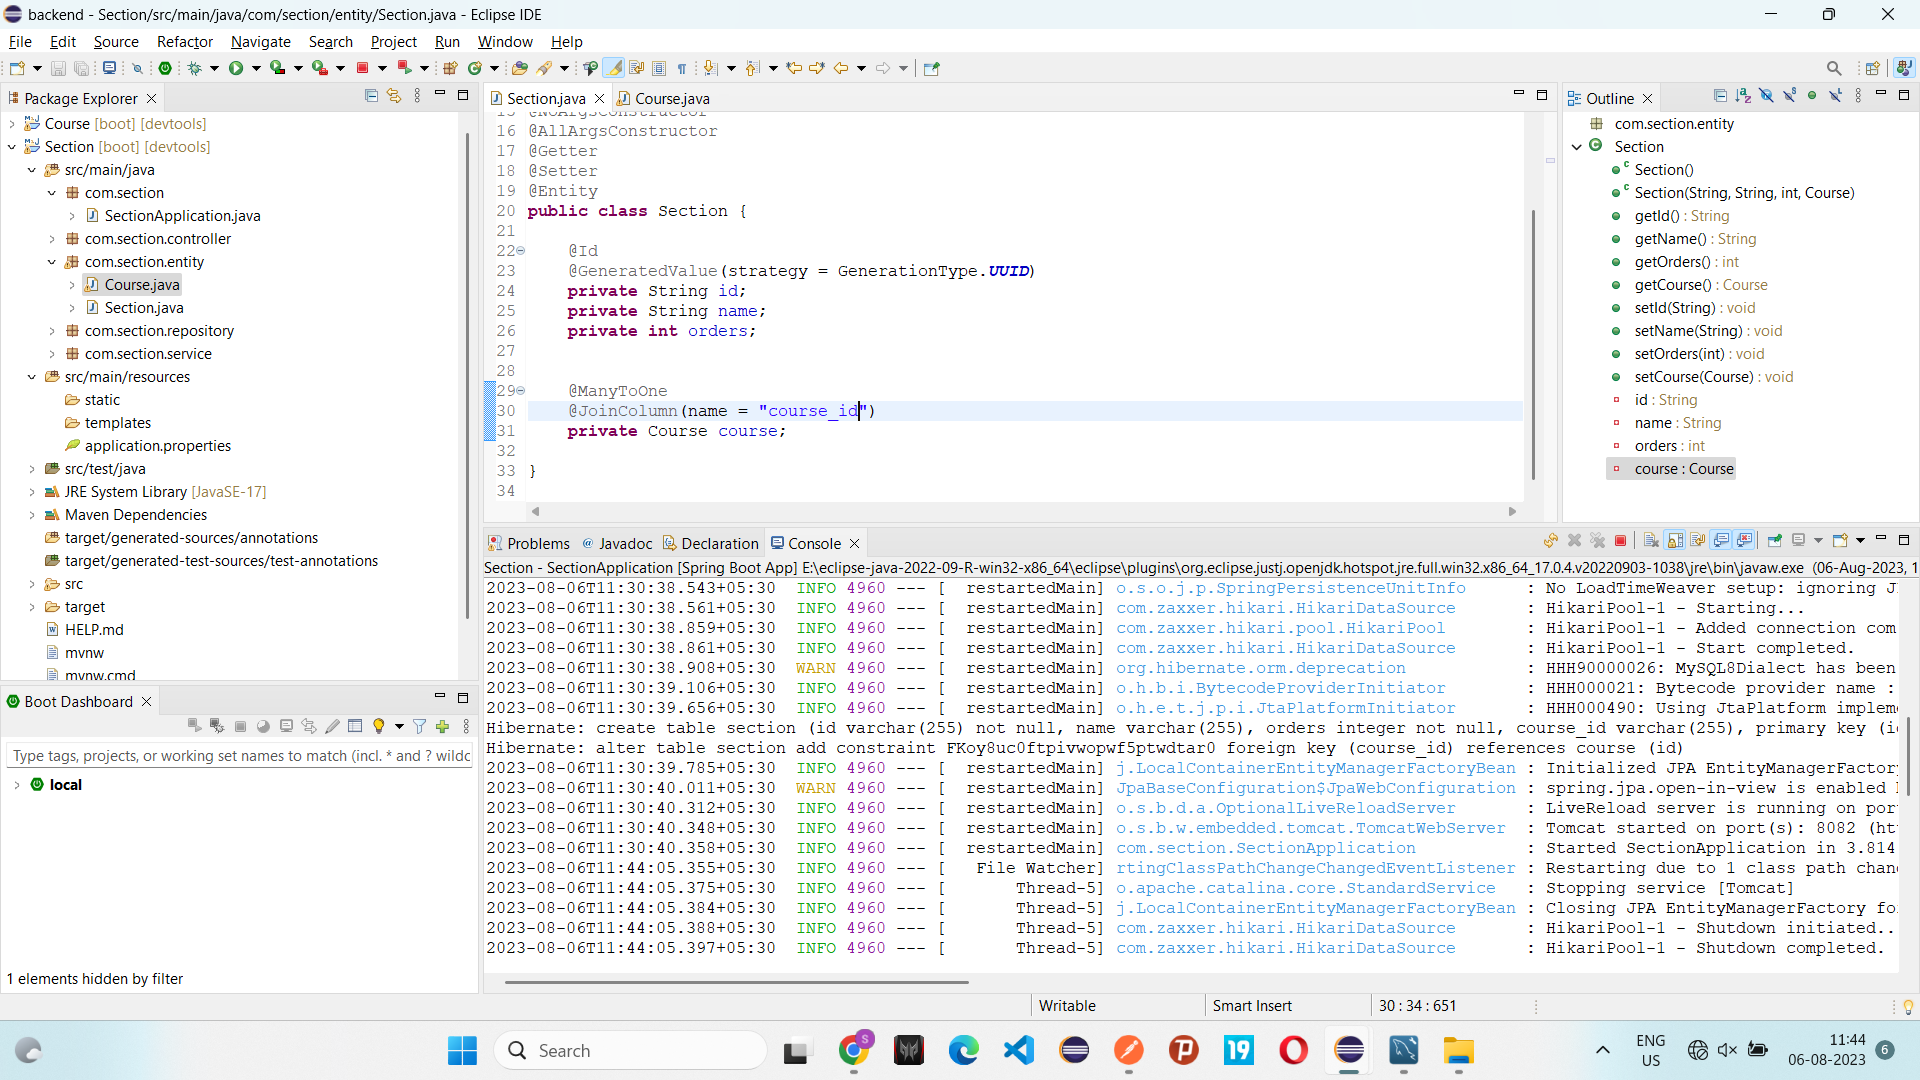 backend - Section/src/main/java/com/section/entity/Section.java - Eclipse IDE
File Edit Source Refactor Navigate Search Project Run Window Help
Package Explorer
Course [boot] [devtools]
Section [boot] [devtools]
src/main/java
com.section
SectionApplication.java
com.section.controller
com.section.entity
Course.java
Section.java
com.section.repository
com.section.service
src/main/resources
static
templates
application.properties
src/test/java
JRE System Library [JavaSE-17]
Maven Dependencies
target/generated-sources/annotations
target/generated-test-sources/test-annotations
src
target
HELP.md
mvnw
mvnw.cmd
Boot Dashboard
Type tags, projects, or working set names to match (incl. * and ? wildc
local
1 elements hidden by filter
Section.java Course.java
15 @NoArgsConstructor
16 @AllArgsConstructor
17 @Getter
18 @Setter
19 @Entity
20 public class Section {
21
22 @Id
23 @GeneratedValue(strategy = GenerationType.UUID)
24 private String id;
25 private String name;
26 private int orders;
27
28
29 @ManyToOne
30 @JoinColumn(name = "course_id")
31 private Course course;
32
33 }
34
Outline
com.section.entity
Section
Section()
Section(String, String, int, Course)
getId() : String
getName() : String
getOrders() : int
getCourse() : Course
setId(String) : void
setName(String) : void
setOrders(int) : void
setCourse(Course) : void
id : String
name : String
orders : int
course : Course
Problems @ Javadoc Declaration Console
Section - SectionApplication [Spring Boot App] E:\eclipse-java-2022-09-R-win32-x86_64\eclipse\plugins\org.eclipse.justj.openjdk.hotspot.jre.full.win32.x86_64_17.0.4.v20220903-1038\jre\bin\javaw.exe (06-Aug-2023, 1
2023-08-06T11:30:38.543+05:30 INFO 4960 --- [ restartedMain] o.s.o.j.p.SpringPersistenceUnitInfo : No LoadTimeWeaver setup: ignoring J
2023-08-06T11:30:38.561+05:30 INFO 4960 --- [ restartedMain] com.zaxxer.hikari.HikariDataSource : HikariPool-1 - Starting...
2023-08-06T11:30:38.859+05:30 INFO 4960 --- [ restartedMain] com.zaxxer.hikari.pool.HikariPool : HikariPool-1 - Added connection com
2023-08-06T11:30:38.861+05:30 INFO 4960 --- [ restartedMain] com.zaxxer.hikari.HikariDataSource : HikariPool-1 - Start completed.
2023-08-06T11:30:38.908+05:30 WARN 4960 --- [ restartedMain] org.hibernate.orm.deprecation : HHH90000026: MySQL8Dialect has been
2023-08-06T11:30:39.106+05:30 INFO 4960 --- [ restartedMain] o.h.b.i.BytecodeProviderInitiator : HHH000021: Bytecode provider name :
2023-08-06T11:30:39.656+05:30 INFO 4960 --- [ restartedMain] o.h.e.t.j.p.i.JtaPlatformInitiator : HHH000490: Using JtaPlatform implem
Hibernate: create table section (id varchar(255) not null, name varchar(255), orders integer not null, course_id varchar(255), primary key (i
Hibernate: alter table section add constraint FKoy8uc0ftpivwopwf5ptwdtar0 foreign key (course_id) references course (id)
2023-08-06T11:30:39.785+05:30 INFO 4960 --- [ restartedMain] j.LocalContainerEntityManagerFactoryBean : Initialized JPA EntityManagerFactory
2023-08-06T11:30:40.011+05:30 WARN 4960 --- [ restartedMain] JpaBaseConfiguration$JpaWebConfiguration : spring.jpa.open-in-view is enabled
2023-08-06T11:30:40.312+05:30 INFO 4960 --- [ restartedMain] o.s.b.d.a.OptionalLiveReloadServer : LiveReload server is running on por
2023-08-06T11:30:40.348+05:30 INFO 4960 --- [ restartedMain] o.s.b.w.embedded.tomcat.TomcatWebServer : Tomcat started on port(s): 8082 (ht
2023-08-06T11:30:40.358+05:30 INFO 4960 --- [ restartedMain] com.section.SectionApplication : Started SectionApplication in 3.814
2023-08-06T11:44:05.355+05:30 INFO 4960 --- [ File Watcher] rtingClassPathChangeChangedEventListener : Restarting due to 1 class path chan
2023-08-06T11:44:05.375+05:30 INFO 4960 --- [ Thread-5] o.apache.catalina.core.StandardService : Stopping service [Tomcat]
2023-08-06T11:44:05.384+05:30 INFO 4960 --- [ Thread-5] j.LocalContainerEntityManagerFactoryBean : Closing JPA EntityManagerFactory fo
2023-08-06T11:44:05.388+05:30 INFO 4960 --- [ Thread-5] com.zaxxer.hikari.HikariDataSource : HikariPool-1 - Shutdown initiated..
2023-08-06T11:44:05.397+05:30 INFO 4960 --- [ Thread-5] com.zaxxer.hikari.HikariDataSource : HikariPool-1 - Shutdown completed.
Writable Smart Insert 30 : 34 : 651
Search
S
19
ENG
US
11:44
06-08-2023
6